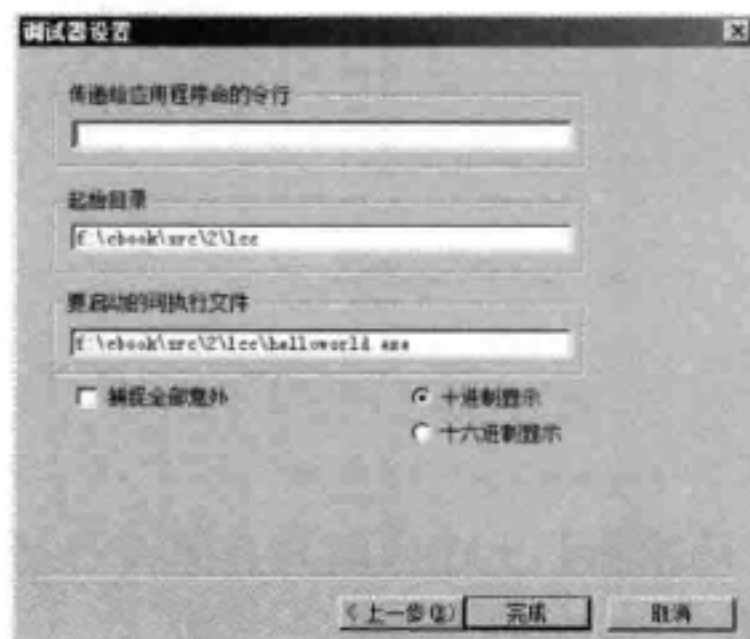 调试器设置
传递给应用程序命的令行
起始目录
f:\cbook\src\2\lcc
要启动的可执行文件
f:\cbook\src\2\lcc\helloworld.exe
捕捉全部意外
十进制显示
十六进制显示
<上一步(B) 完成 取消